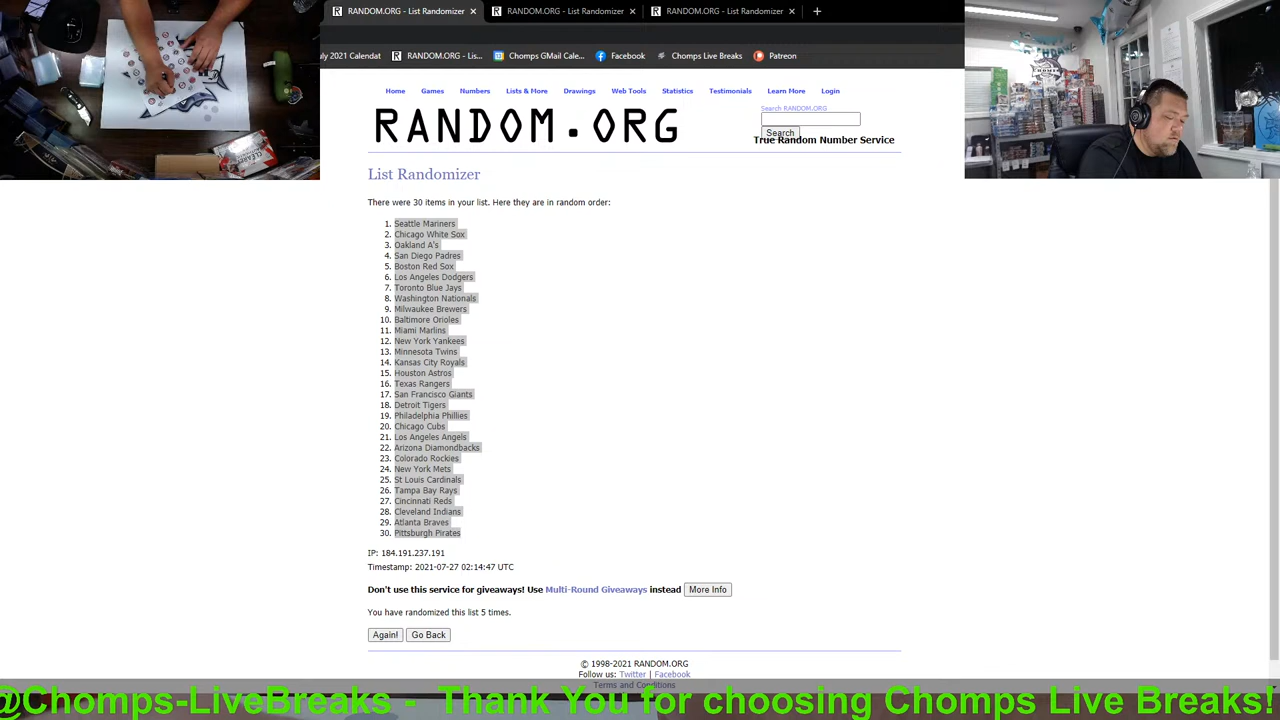 RANDOM.ORG - List Randomizer × RANDOM.ORG - List Randomizer × RANDOM.ORG - List Randomizer × +
uly 2021 Calendat RANDOM.ORG - Lis... Chomps GMail Cale... Facebook Chomps Live Breaks Patreon
Home Games Numbers Lists & More Drawings Web Tools Statistics Testimonials Learn More Login
Search RANDOM.ORG
RANDOM.ORG
Search
True Random Number Service
List Randomizer
There were 30 items in your list. Here they are in random order:
1. Seattle Mariners
2. Chicago White Sox
3. Oakland A's
4. San Diego Padres
5. Boston Red Sox
6. Los Angeles Dodgers
7. Toronto Blue Jays
8. Washington Nationals
9. Milwaukee Brewers
10. Baltimore Orioles
11. Miami Marlins
12. New York Yankees
13. Minnesota Twins
14. Kansas City Royals
15. Houston Astros
16. Texas Rangers
17. San Francisco Giants
18. Detroit Tigers
19. Philadelphia Phillies
20. Chicago Cubs
21. Los Angeles Angels
22. Arizona Diamondbacks
23. Colorado Rockies
24. New York Mets
25. St Louis Cardinals
26. Tampa Bay Rays
27. Cincinnati Reds
28. Cleveland Indians
29. Atlanta Braves
30. Pittsburgh Pirates
IP: 184.191.237.191
Timestamp: 2021-07-27 02:14:47 UTC
Don't use this service for giveaways! Use Multi-Round Giveaways instead More Info
You have randomized this list 5 times.
Again! Go Back
© 1998-2021 RANDOM.ORG
Follow us: Twitter | Facebook
Terms and Conditions
@Chomps-LiveBreaks - Thank You for choosing Chomps Live Breaks!